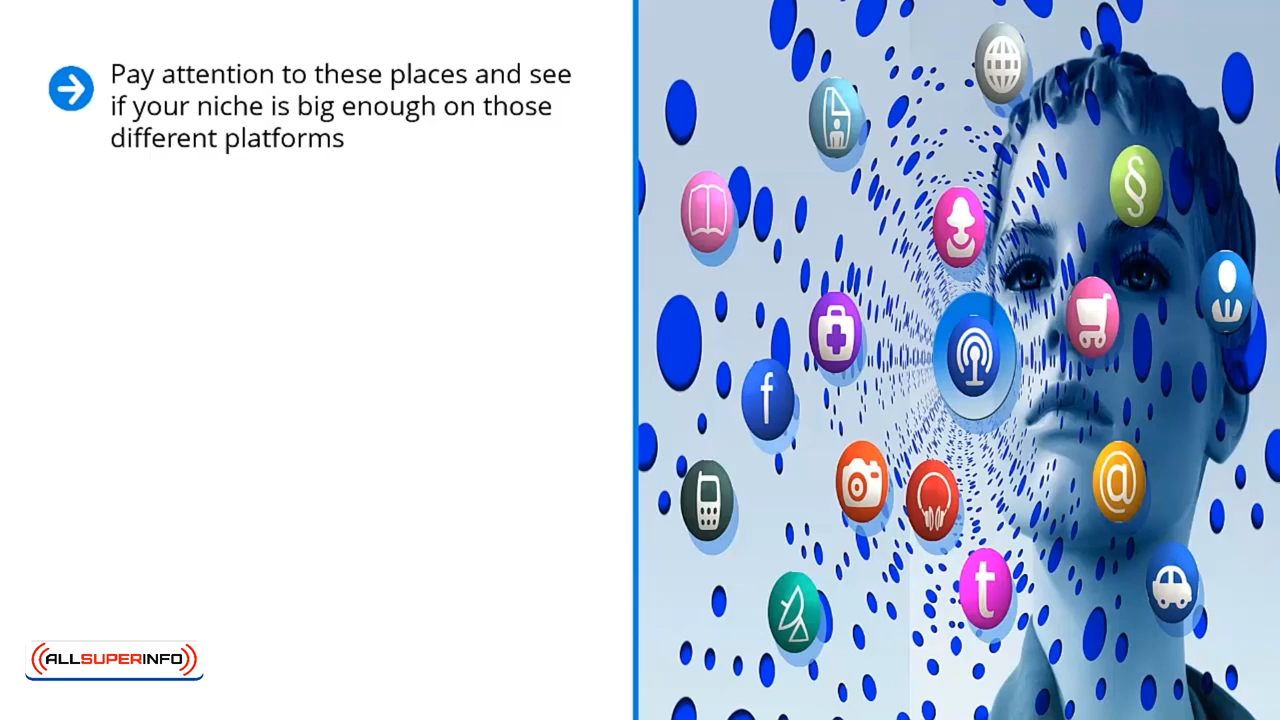 Pay attention to these places and see
if your niche is big enough on those
different platforms
ALLSUPERINFO
f
§
@
t